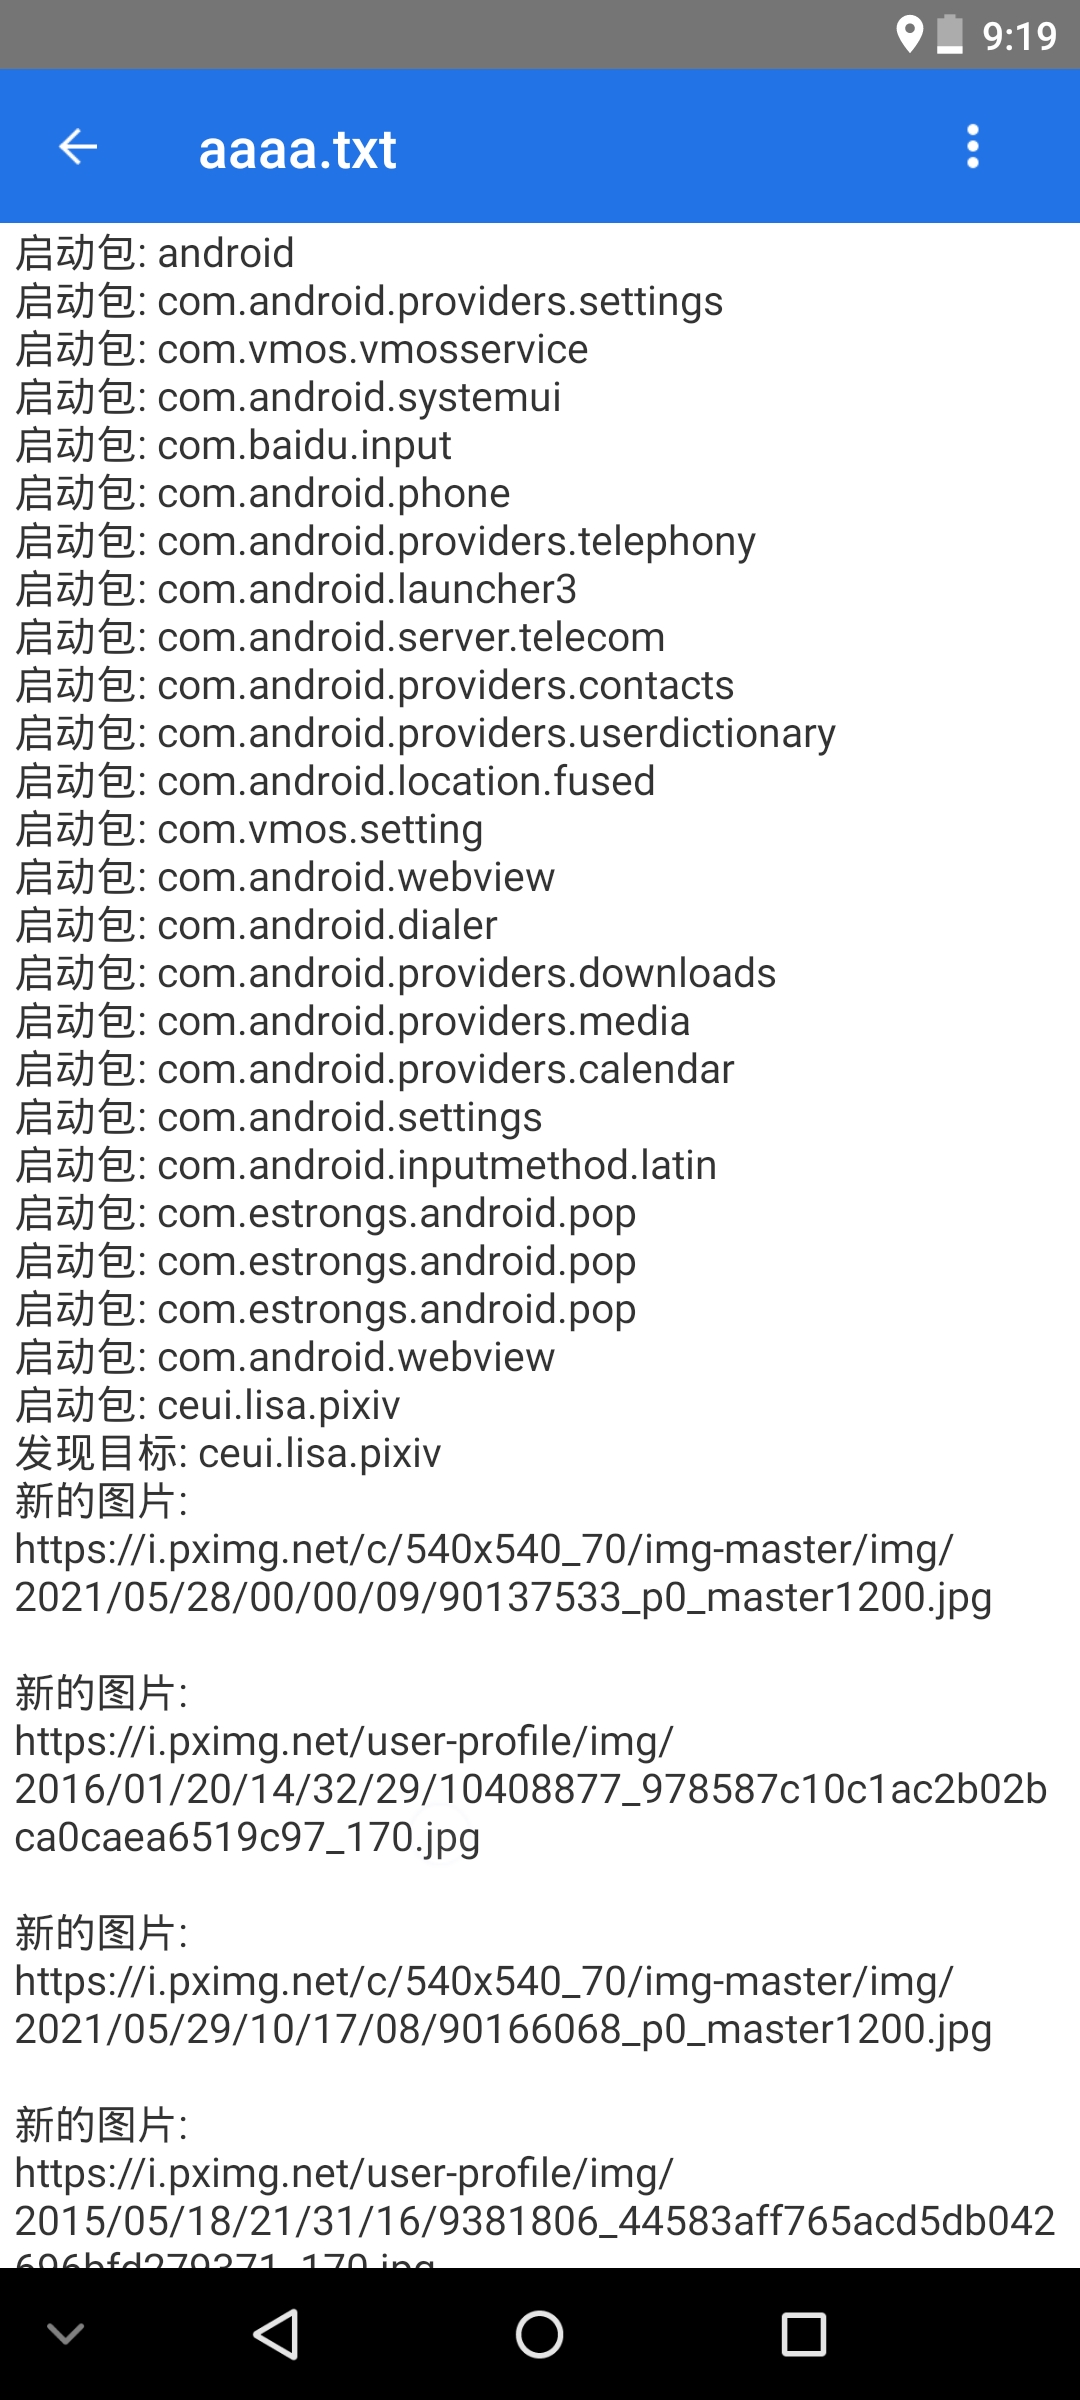 9:19
aaaa.txt
启动包: android
启动包: com.android.providers.settings
启动包: com.vmos.vmosservice
启动包: com.android.systemui
启动包: com.baidu.input
启动包: com.android.phone
启动包: com.android.providers.telephony
启动包: com.android.launcher3
启动包: com.android.server.telecom
启动包: com.android.providers.contacts
启动包: com.android.providers.userdictionary
启动包: com.android.location.fused
启动包: com.vmos.setting
启动包: com.android.webview
启动包: com.android.dialer
启动包: com.android.providers.downloads
启动包: com.android.providers.media
启动包: com.android.providers.calendar
启动包: com.android.settings
启动包: com.android.inputmethod.latin
启动包: com.estrongs.android.pop
启动包: com.estrongs.android.pop
启动包: com.estrongs.android.pop
启动包: com.android.webview
启动包: ceui.lisa.pixiv
发现目标: ceui.lisa.pixiv
新的图片:
https://i.pximg.net/c/540x540_70/img-master/img/
2021/05/28/00/00/09/90137533_p0_master1200.jpg
新的图片:
https://i.pximg.net/user-profile/img/
2016/01/20/14/32/29/10408877_978587c10c1ac2b02b
ca0caea6519c97_170.jpg
新的图片:
https://i.pximg.net/c/540x540_70/img-master/img/
2021/05/29/10/17/08/90166068_p0_master1200.jpg
新的图片:
https://i.pximg.net/user-profile/img/
2015/05/18/21/31/16/9381806_44583aff765acd5db042
696bfd279371_170.jpg